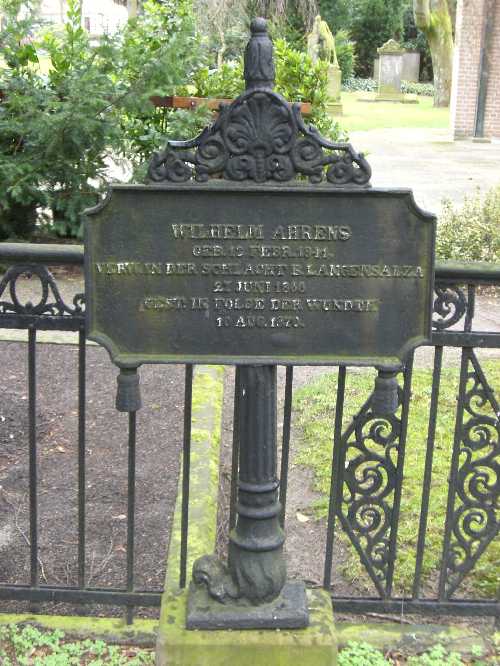 WILHELM AHRENS
GEB. 12 FEBR. 1841.
VERW. IN DER SCHLACHT B. LANGENSALZA
27 JUNI 1866
GEST. IN FOLGE DER WUNDEN
10 AUG. 1873.